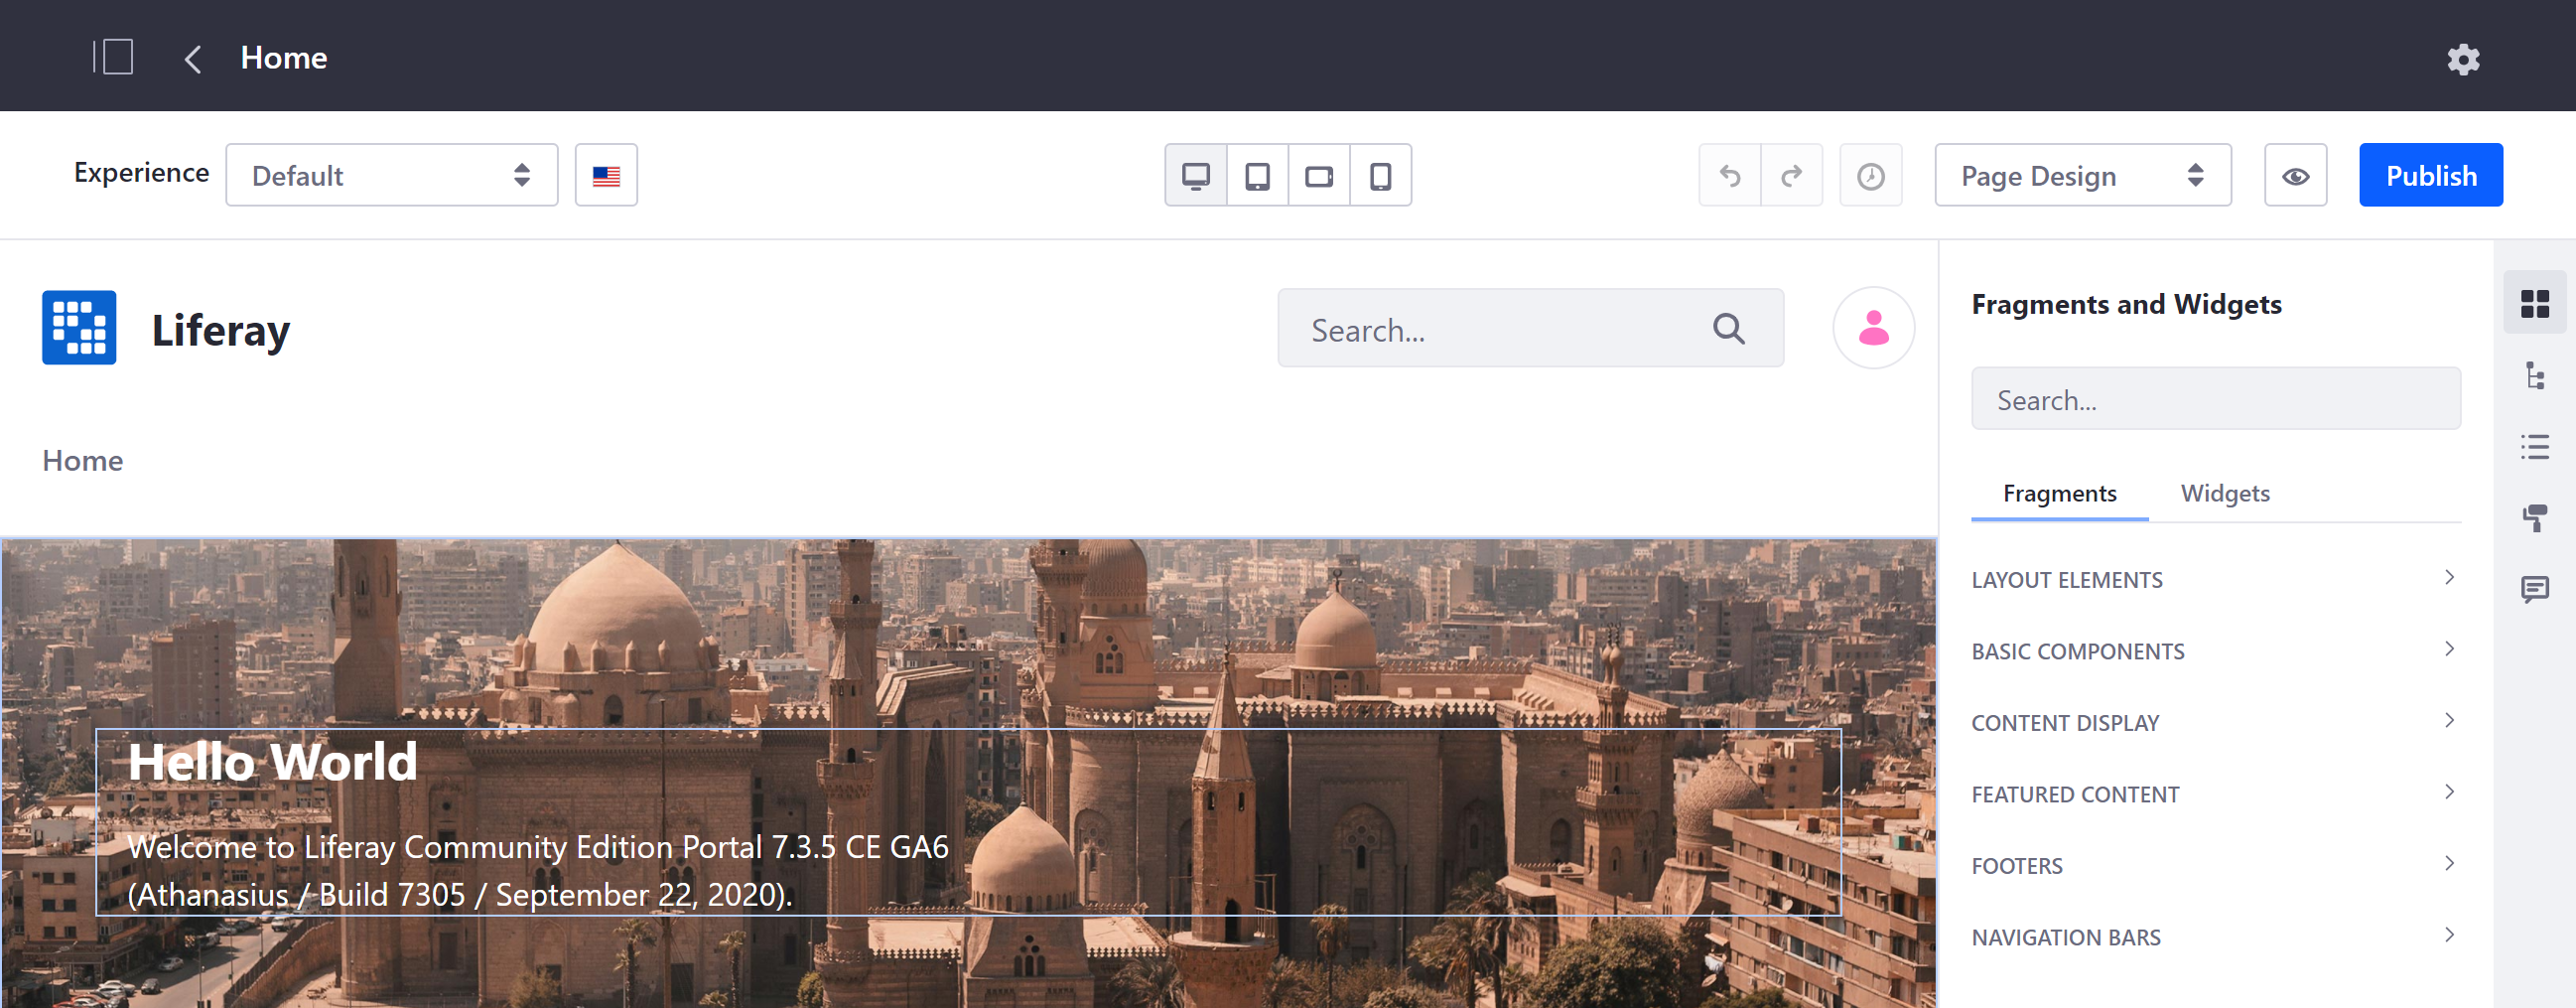 Home
Experience
Default
Page Design
Publish
Liferay
Search...
Home
Hello World
Welcome to Liferay Community Edition Portal 7.3.5 CE GA6
(Athanasius / Build 7305 / September 22, 2020).
Fragments and Widgets
Search...
Fragments
Widgets
LAYOUT ELEMENTS
BASIC COMPONENTS
CONTENT DISPLAY
FEATURED CONTENT
FOOTERS
NAVIGATION BARS